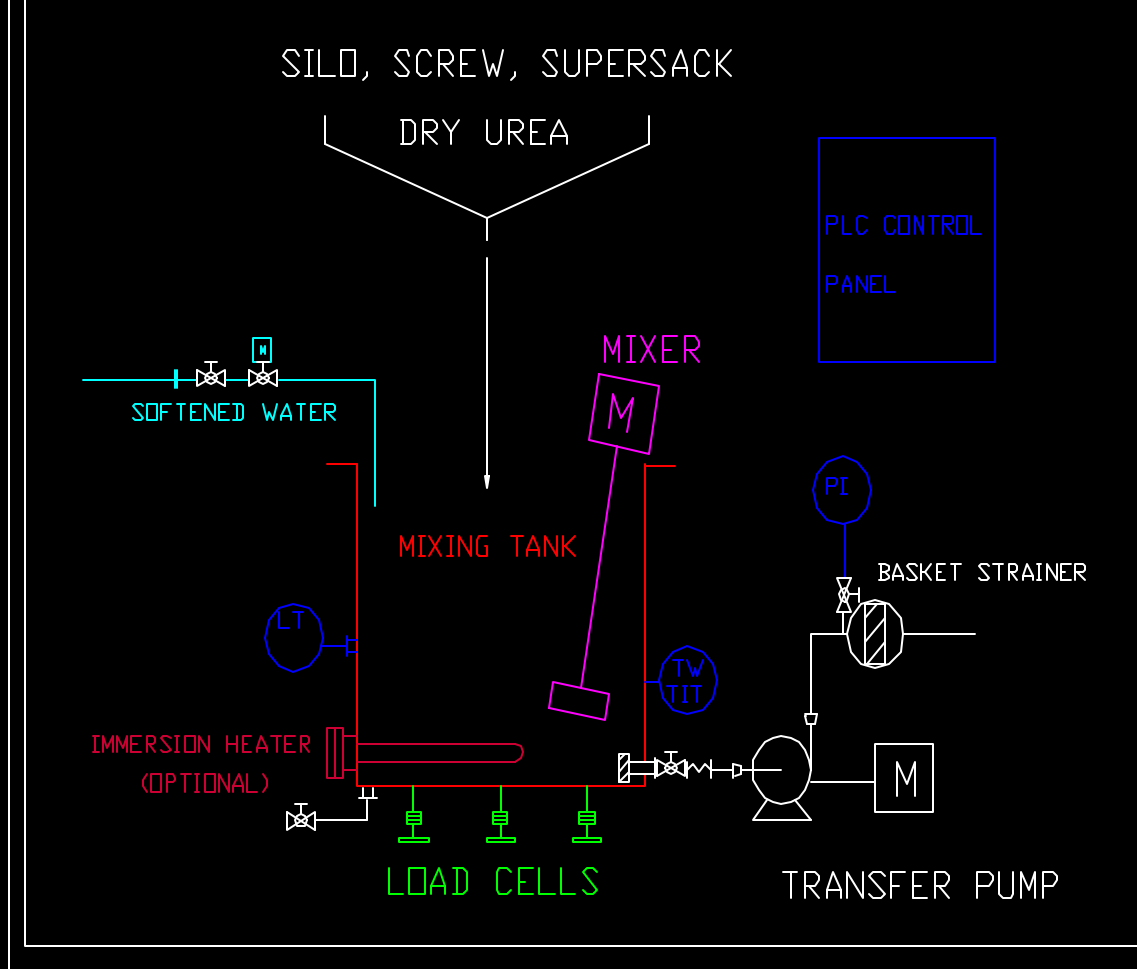 SILO, SCREW, SUPERSACK
DRY UREA
PLC CONTROL
PANEL
MIXER
M
M
SOFTENED WATER
PI
MIXING TANK
BASKET STRAINER
LT
TW
TIT
IMMERSION HEATER
(OPTIONAL)
M
LOAD CELLS
TRANSFER PUMP